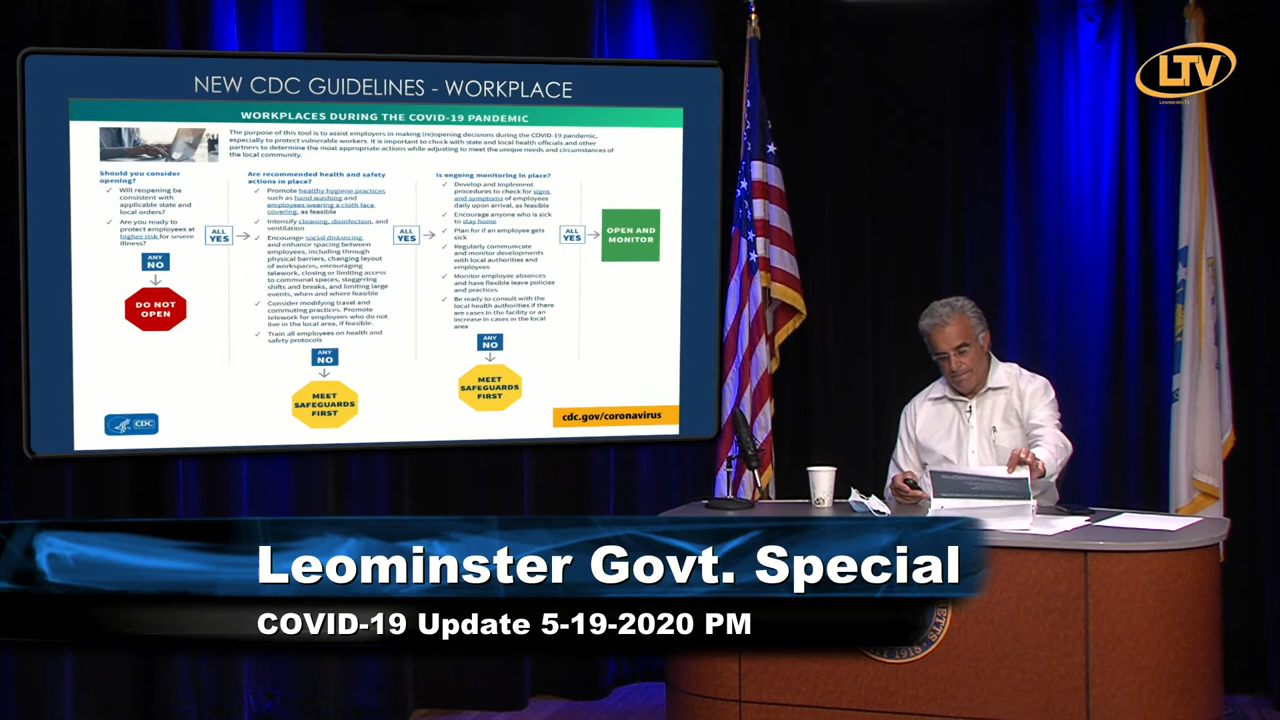 NEW CDC GUIDELINES - WORKPLACE
WORKPLACES DURING THE COVID-19 PANDEMIC
The purpose of this tool is to assist employers in making (re)opening decisions during the COVID-19 pandemic,
especially to protect vulnerable workers. It is important to check with state and local health officials and other
partners to determine the most appropriate actions while adjusting to meet the unique needs and circumstances of
the local community.
Should you consider
opening?
✓ Will reopening be
consistent with
applicable state and
local orders?
✓ Are you ready to
protect employees at
higher risk for severe
illness?
ANY
NO
DO NOT
OPEN
ALL
YES
Are recommended health and safety
actions in place?
✓ Promote healthy hygiene practices
such as hand washing and
employees wearing a cloth face
covering, as feasible
✓ Intensify cleaning, disinfection, and
ventilation
✓ Encourage social distancing
and enhance spacing between
employees, including through
physical barriers, changing layout
of workspaces, encouraging
telework, closing or limiting access
to communal spaces, staggering
shifts and breaks, and limiting large
events, when and where feasible
✓ Consider modifying travel and
commuting practices. Promote
telework for employees who do not
live in the local area, if feasible.
✓ Train all employees on health and
safety protocols
ANY
NO
MEET
SAFEGUARDS
FIRST
ALL
YES
Is ongoing monitoring in place?
✓ Develop and implement
procedures to check for signs
and symptoms of employees
daily upon arrival, as feasible
✓ Encourage anyone who is sick
to stay home
✓ Plan for if an employee gets
sick
✓ Regularly communicate
and monitor developments
with local authorities and
employees
✓ Monitor employee absences
and have flexible leave policies
and practices
✓ Be ready to consult with the
local health authorities if there
are cases in the facility or an
increase in cases in the local
area
ANY
NO
MEET
SAFEGUARDS
FIRST
ALL
YES
OPEN AND
MONITOR
CDC
cdc.gov/coronavirus
LTV
Leominster.TV
Leominster Govt. Special
COVID-19 Update 5-19-2020 PM
1915